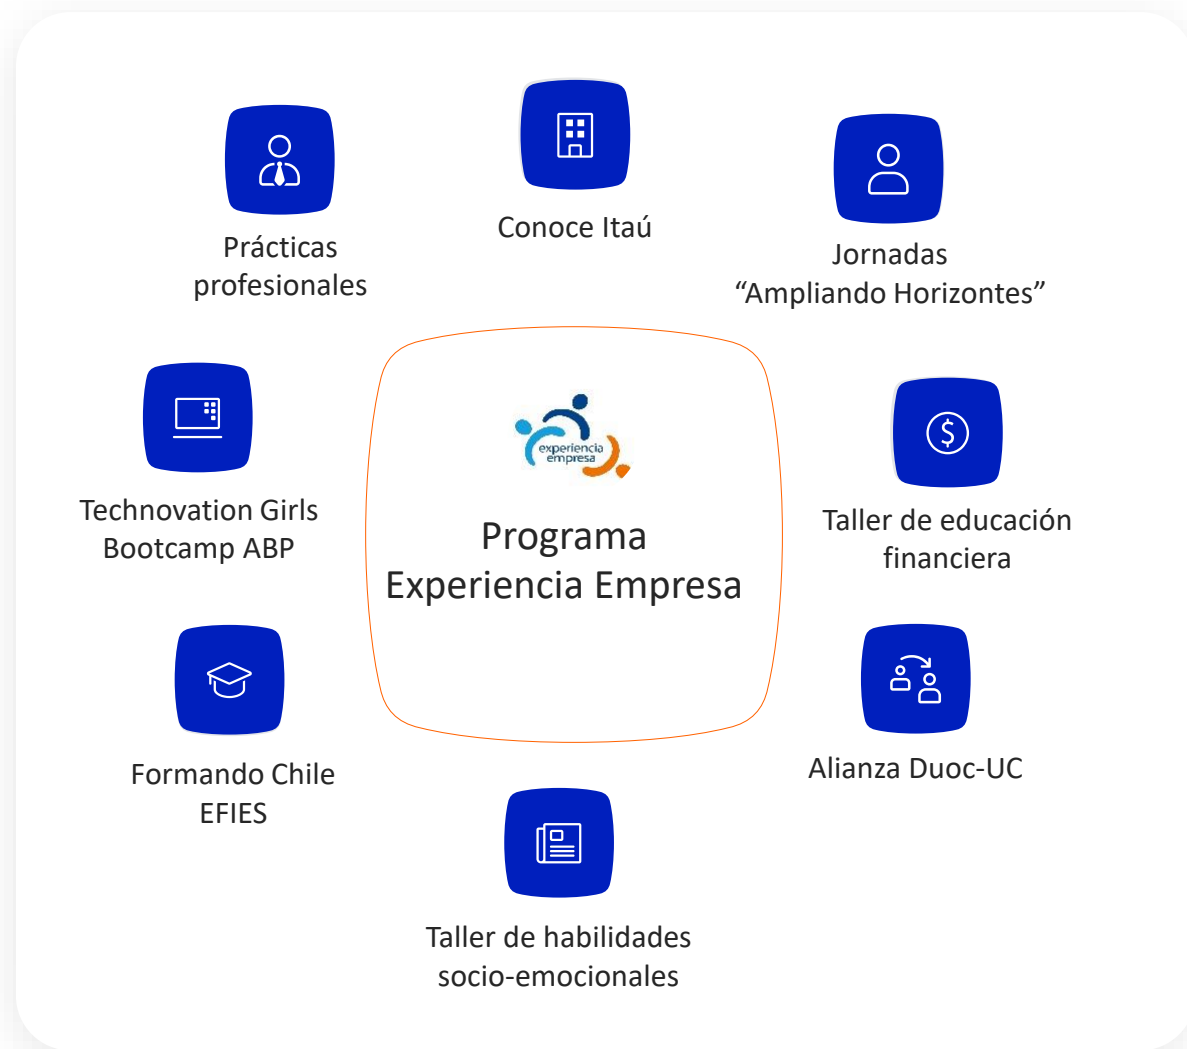 Conoce Itaú
Prácticas
profesionales
Jornadas
“Ampliando Horizontes”
experiencia
empresa
Programa
Experiencia Empresa
Technovation Girls
Bootcamp ABP
Taller de educación
financiera
Formando Chile
EFIES
Alianza Duoc-UC
Taller de habilidades
socio-emocionales